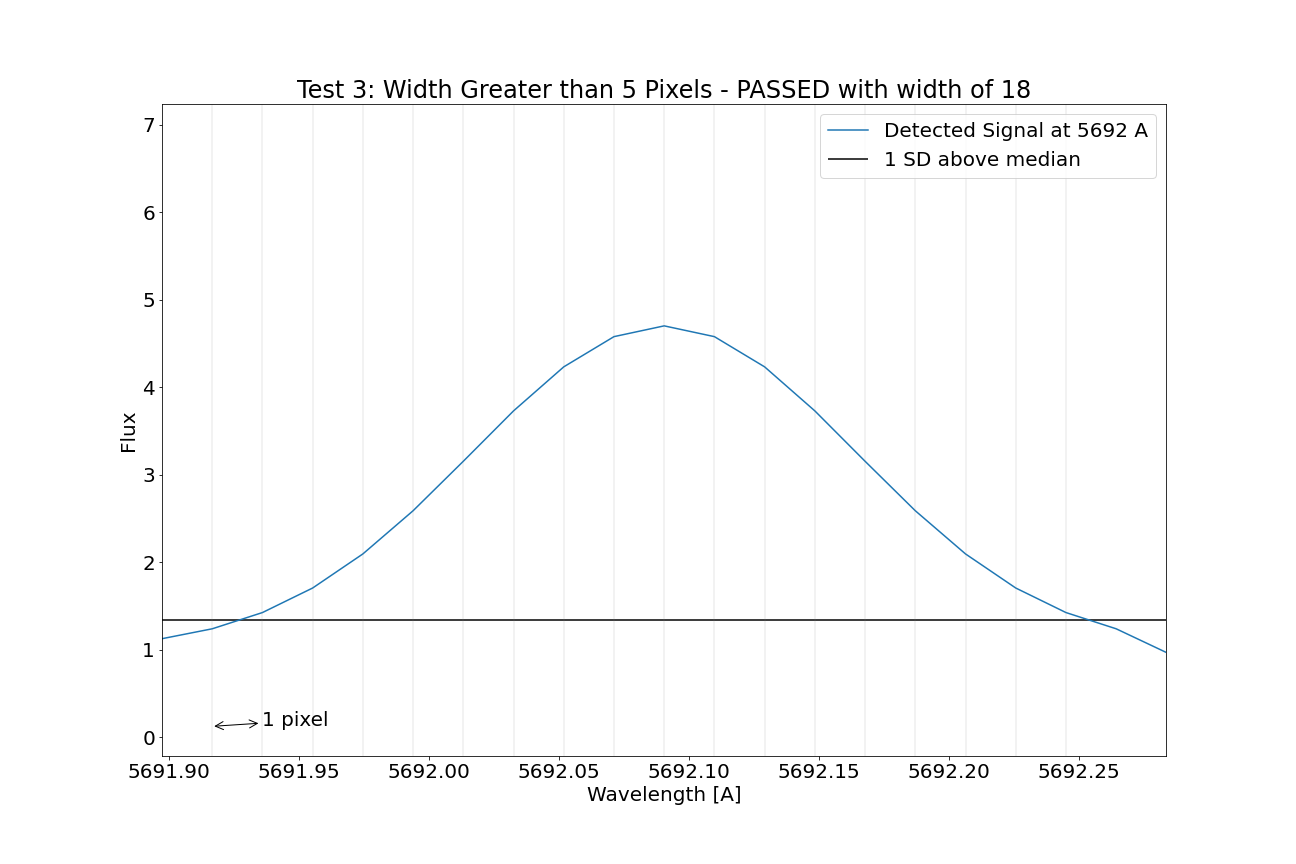 Test 3: Width Greater than 5 Pixels - PASSED with width of 18
Detected Signal at 5692 A
1 SD above median
7
6
5
4
3
2
1
0
Flux
1 pixel
5691.90 5691.95 5692.00 5692.05 5692.10 5692.15 5692.20 5692.25
Wavelength [A]